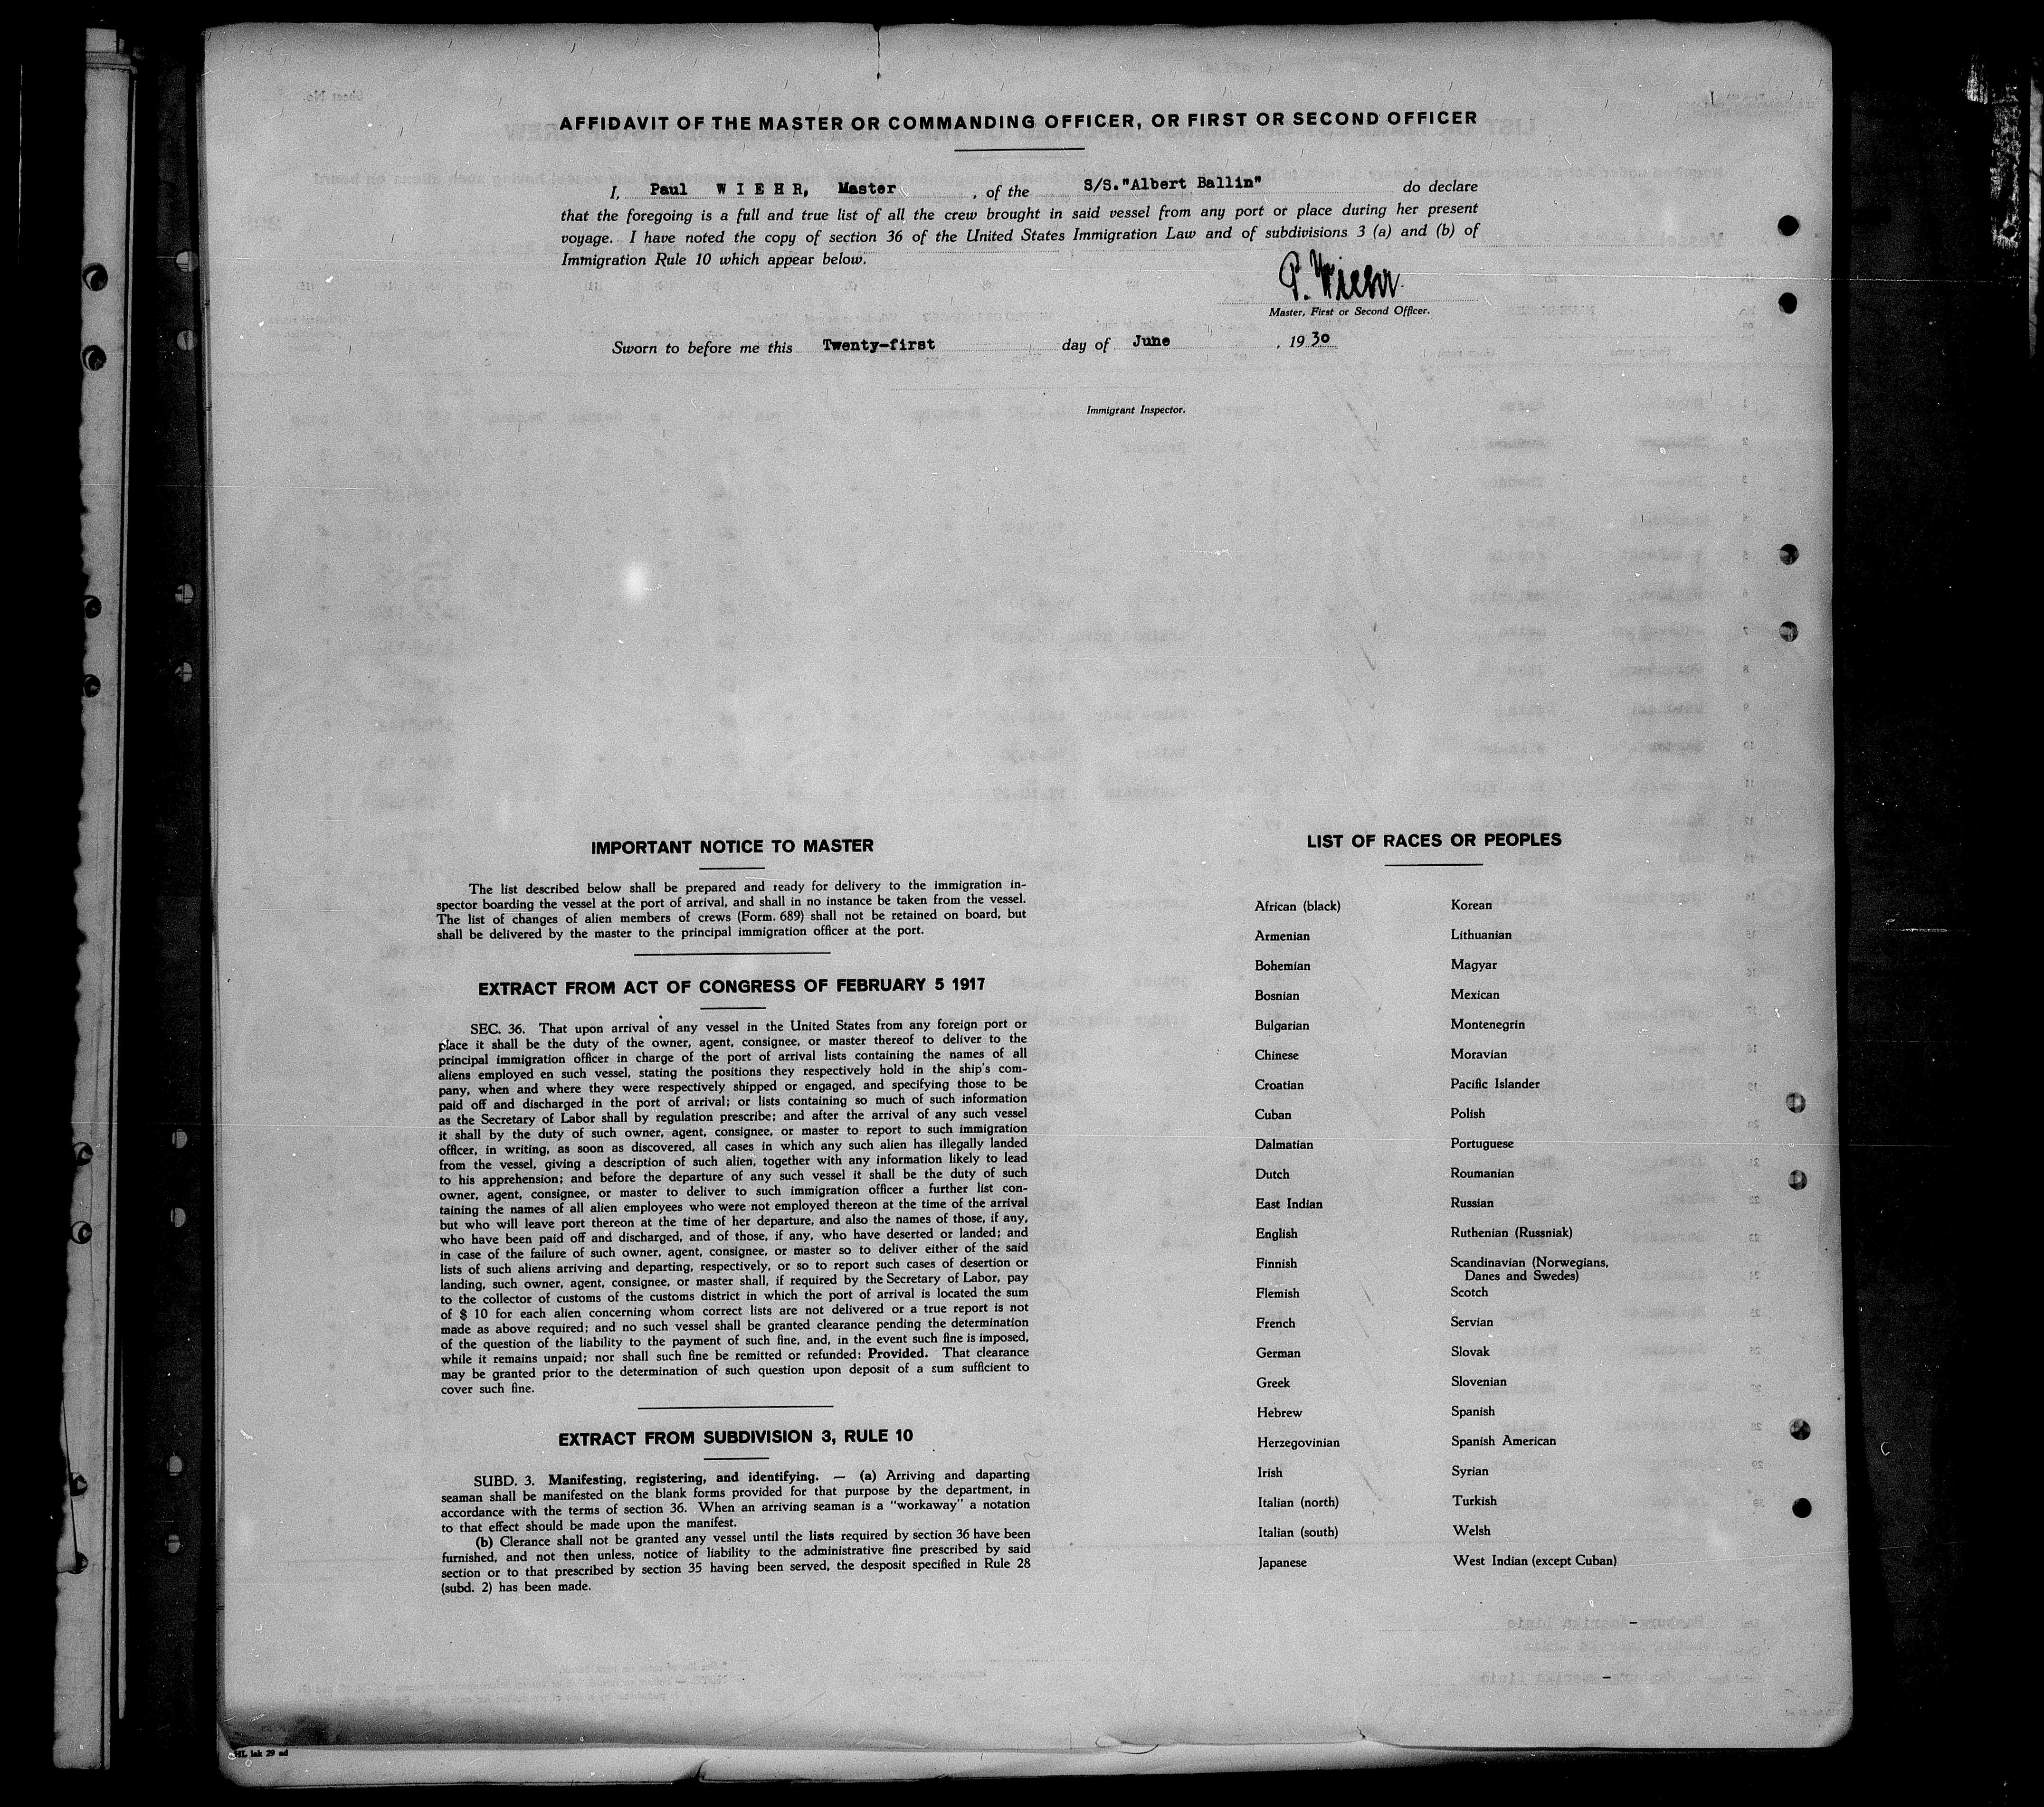 AFFIDAVIT OF THE MASTER OR COMMANDING OFFICER, OR FIRST OR SECOND OFFICER
I, Paul WIEHR, Master, of the S/S."Albert Ballin" do declare
that the foregoing is a full and true list of all the crew brought in said vessel from any port or place during her present
voyage. I have noted the copy of section 36 of the United States Immigration Law and of subdivisions 3 (a) and (b) of
Immigration Rule 10 which appear below.
P. Wiehr.
Master, First or Second Officer.
Sworn to before me this Twenty-first day of June, 1930
Immigrant Inspector.
IMPORTANT NOTICE TO MASTER
The list described below shall be prepared and ready for delivery to the immigration in-
spector boarding the vessel at the port of arrival, and shall in no instance be taken from the vessel.
The list of changes of alien members of crews (Form. 689) shall not be retained on board, but
shall be delivered by the master to the principal immigration officer at the port.
EXTRACT FROM ACT OF CONGRESS OF FEBRUARY 5 1917
SEC. 36. That upon arrival of any vessel in the United States from any foreign port or
place it shall be the duty of the owner, agent, consignee, or master thereof to deliver to the
principal immigration officer in charge of the port of arrival lists containing the names of all
aliens employed en such vessel, stating the positions they respectively hold in the ship's com-
pany, when and where they were respectively shipped or engaged, and specifying those to be
paid off and discharged in the port of arrival; or lists containing so much of such information
as the Secretary of Labor shall by regulation prescribe; and after the arrival of any such vessel
it shall by the duty of such owner, agent, consignee, or master to report to such immigration
officer, in writing, as soon as discovered, all cases in which any such alien has illegally landed
from the vessel, giving a description of such alien, together with any information likely to lead
to his apprehension; and before the departure of any such vessel it shall be the duty of such
owner, agent, consignee, or master to deliver to such immigration officer a further list con-
taining the names of all alien employees who were not employed thereon at the time of the arrival
but who will leave port thereon at the time of her departure, and also the names of those, if any,
who have been paid off and discharged, and of those, if any, who have deserted or landed; and
in case of the failure of such owner, agent, consignee, or master so to deliver either of the said
lists of such aliens arriving and departing, respectively, or so to report such cases of desertion or
landing, such owner, agent, consignee, or master shall, if required by the Secretary of Labor, pay
to the collector of customs of the customs district in which the port of arrival is located the sum
of $ 10 for each alien concerning whom correct lists are not delivered or a true report is not
made as above required; and no such vessel shall be granted clearance pending the determination
of the question of the liability to the payment of such fine, and, in the event such fine is imposed,
while it remains unpaid; nor shall such fine be remitted or refunded: Provided. That clearance
may be granted prior to the determination of such question upon deposit of a sum sufficient to
cover such fine.
EXTRACT FROM SUBDIVISION 3, RULE 10
SUBD. 3. Manifesting, registering, and identifying. — (a) Arriving and daparting
seaman shall be manifested on the blank forms provided for that purpose by the department, in
accordance with the terms of section 36. When an arriving seaman is a "workaway" a notation
to that effect should be made upon the manifest.
(b) Clerance shall not be granted any vessel until the lists required by section 36 have been
furnished, and not then unless, notice of liability to the administrative fine prescribed by said
section or to that prescribed by section 35 having been served, the desposit specified in Rule 28
(subd. 2) has been made.
LIST OF RACES OR PEOPLES
African (black)
Armenian
Bohemian
Bosnian
Bulgarian
Chinese
Croatian
Cuban
Dalmatian
Dutch
East Indian
English
Finnish
Flemish
French
German
Greek
Hebrew
Herzegovinian
Irish
Italian (north)
Italian (south)
Japanese
Korean
Lithuanian
Magyar
Mexican
Montenegrin
Moravian
Pacific Islander
Polish
Portuguese
Roumanian
Russian
Ruthenian (Russniak)
Scandinavian (Norwegians,
Danes and Swedes)
Scotch
Servian
Slovak
Slovenian
Spanish
Spanish American
Syrian
Turkish
Welsh
West Indian (except Cuban)